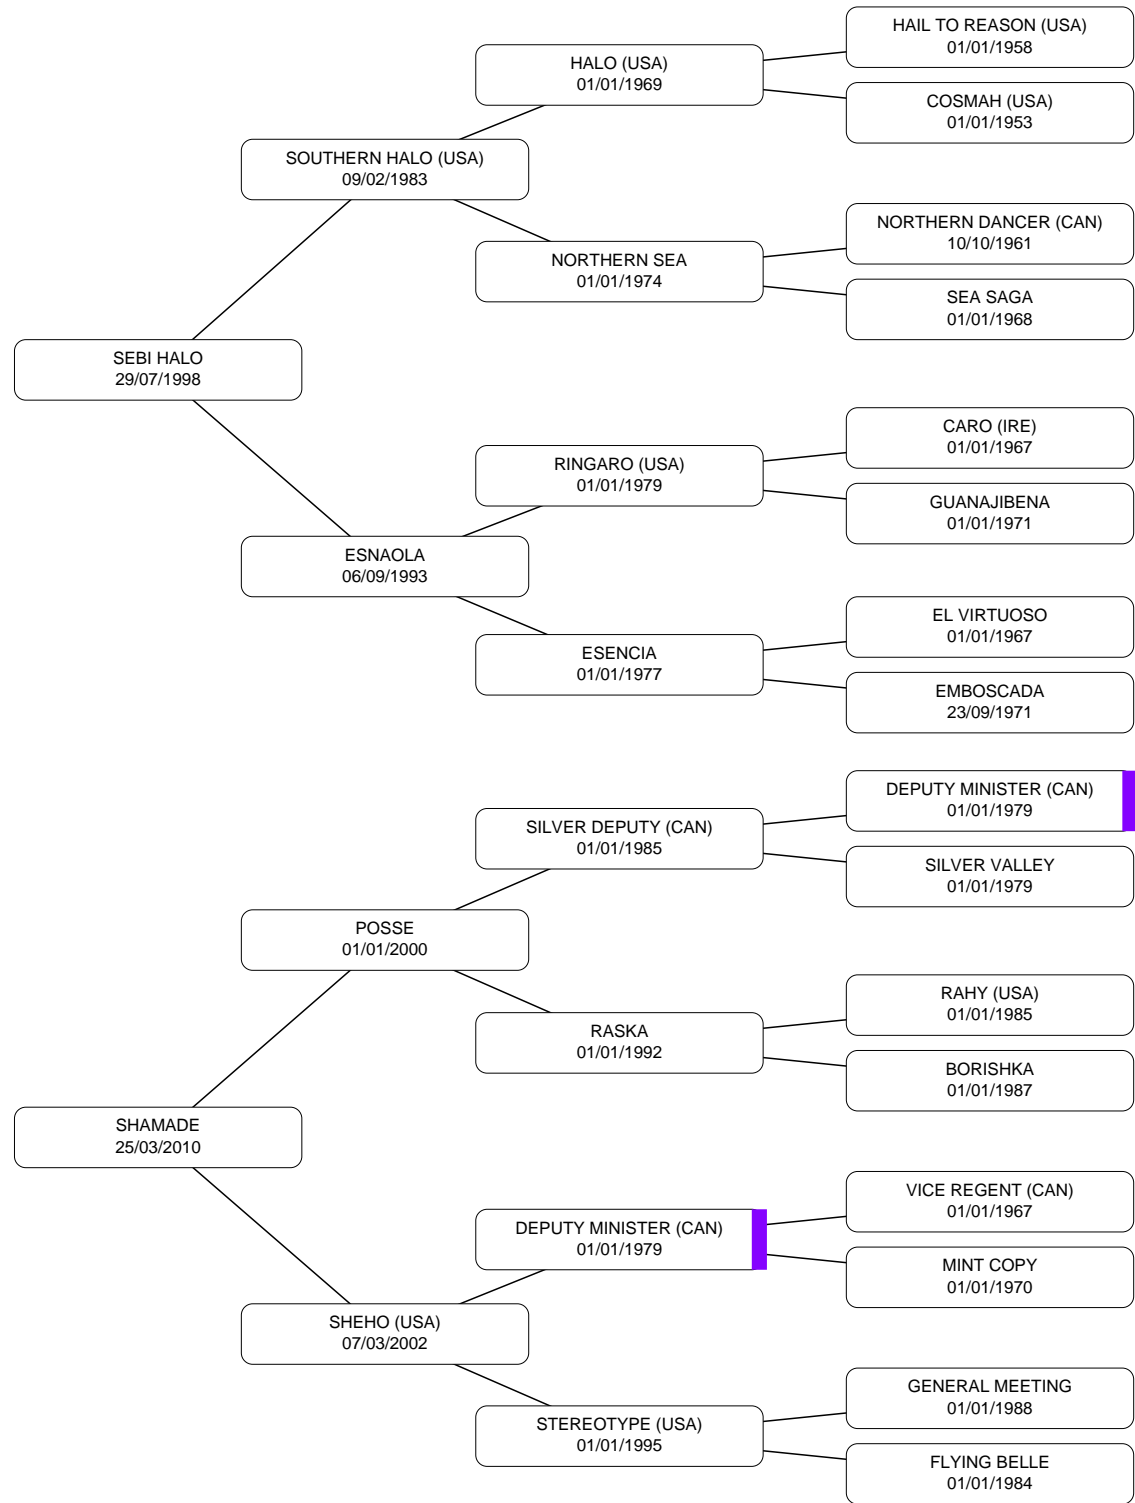 HAIL TO REASON (USA)
01/01/1958
HALO (USA)
01/01/1969
COSMAH (USA)
01/01/1953
SOUTHERN HALO (USA)
09/02/1983
NORTHERN DANCER (CAN)
10/10/1961
NORTHERN SEA
01/01/1974
SEA SAGA
01/01/1968
SEBI HALO
29/07/1998
CARO (IRE)
01/01/1967
RINGARO (USA)
01/01/1979
GUANAJIBENA
01/01/1971
ESNAOLA
06/09/1993
EL VIRTUOSO
01/01/1967
ESENCIA
01/01/1977
EMBOSCADA
23/09/1971
DEPUTY MINISTER (CAN)
01/01/1979
SILVER DEPUTY (CAN)
01/01/1985
SILVER VALLEY
01/01/1979
POSSE
01/01/2000
RAHY (USA)
01/01/1985
RASKA
01/01/1992
BORISHKA
01/01/1987
SHAMADE
25/03/2010
VICE REGENT (CAN)
01/01/1967
DEPUTY MINISTER (CAN)
01/01/1979
MINT COPY
01/01/1970
SHEHO (USA)
07/03/2002
GENERAL MEETING
01/01/1988
STEREOTYPE (USA)
01/01/1995
FLYING BELLE
01/01/1984